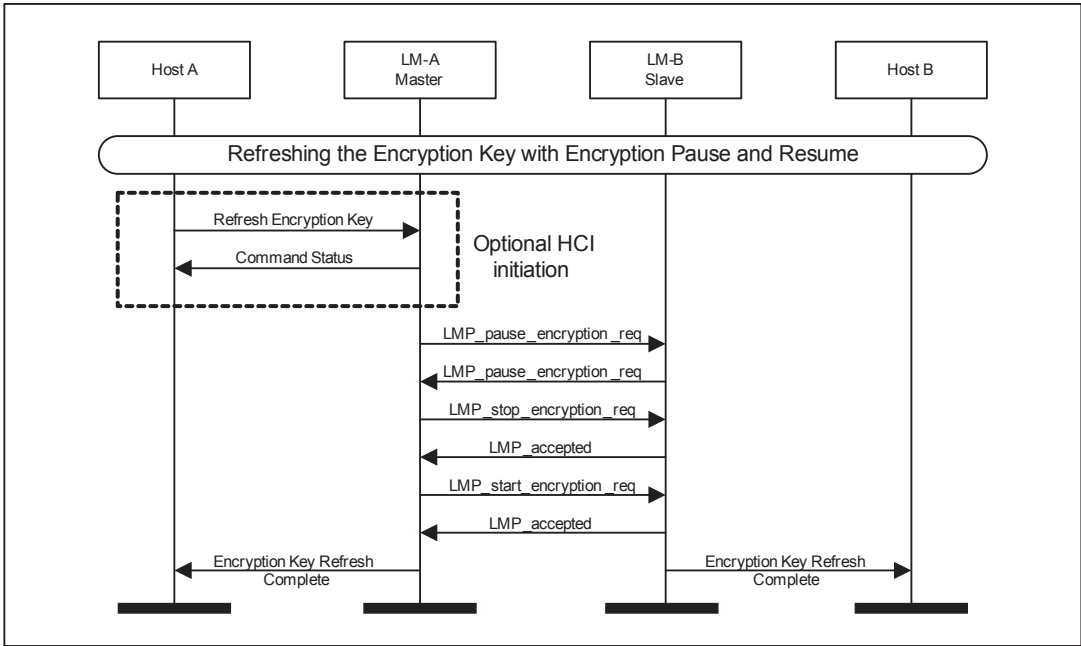 Host A
LM-A
Master
LM-B
Slave
Host B
Refreshing the Encryption Key with Encryption Pause and Resume
Refresh Encryption Key
Command Status
Optional HCI
initiation
LMP_pause_encryption_req
LMP_pause_encryption_req
LMP_stop_encryption_req
LMP_accepted
LMP_start_encryption_req
LMP_accepted
Encryption Key Refresh
Complete
Encryption Key Refresh
Complete